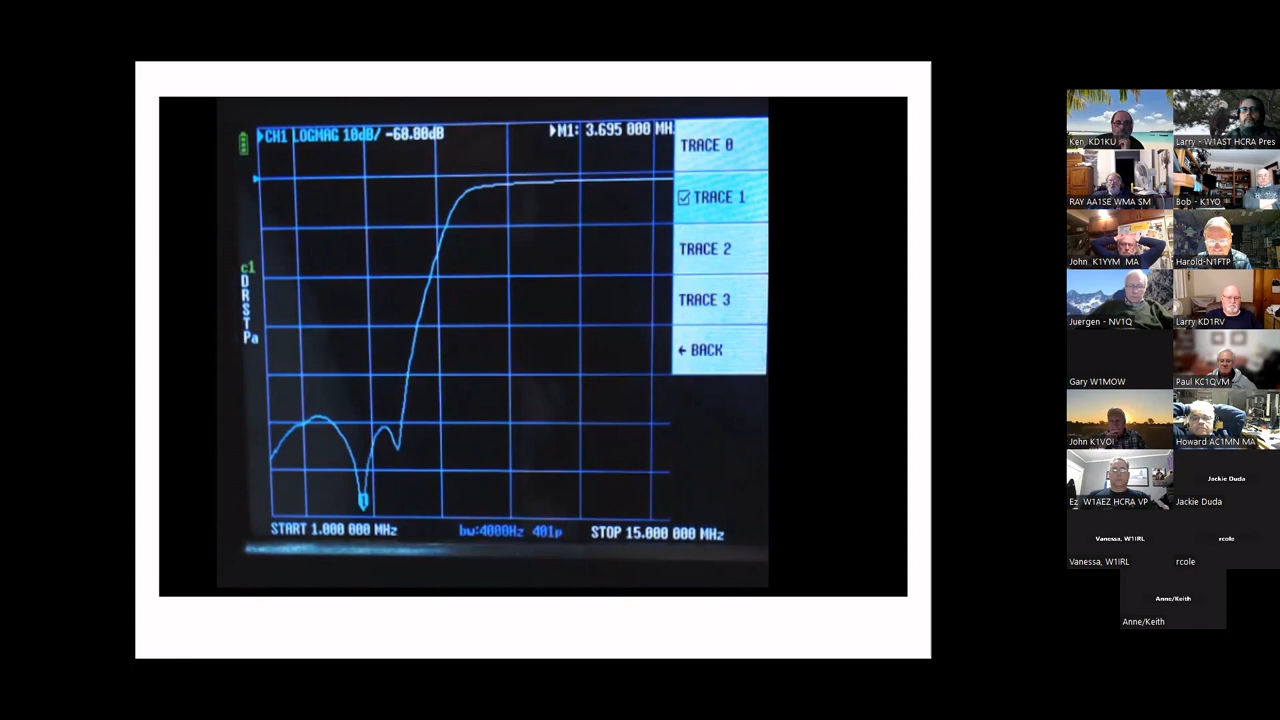 ▶CH1 LOGMAG 10dB/ -60.80dB
▶M1: 3.695 000 MH
TRACE 0
TRACE 1
TRACE 2
TRACE 3
← BACK
c1
D
R
S
T
Pa
1
START 1.000 000 MHz
bw:4000Hz 401p
STOP 15.000 000 MHz
Ken, KD1KU
Larry - W1AST HCRA Pres
RAY AA1SE WMA SM
Bob - K1YO
John K1YYM MA
Harold-N1FTP
Juergen - NV1Q
Larry KD1RV
Gary W1MOW
Paul KC1QVM
John K1VOI
Howard AC1MN MA
Ez W1AEZ HCRA VP
Jackie Duda
Jackie Duda
Vanessa, W1IRL
Vanessa, W1IRL
rcole
rcole
Anne/Keith
Anne/Keith